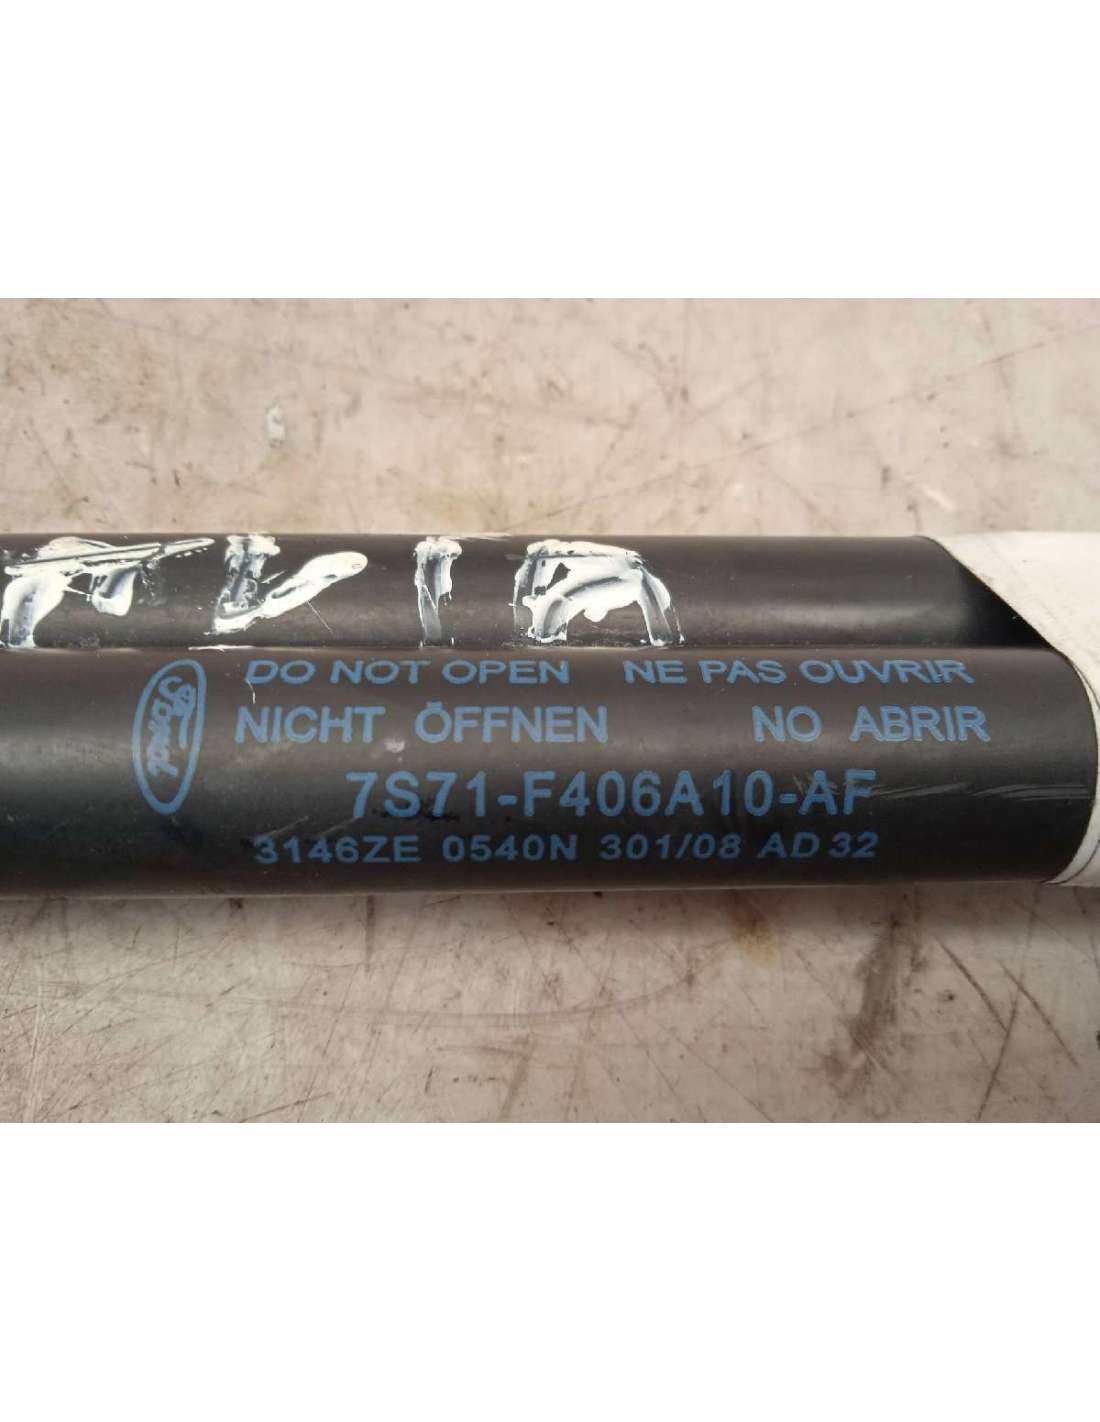 DO NOT OPEN NE PAS OUVRIR
Ford
NICHT ÖFFNEN NO ABRIR
7S71-F406A10-AF
3146ZE 0540N 301/08 AD 32